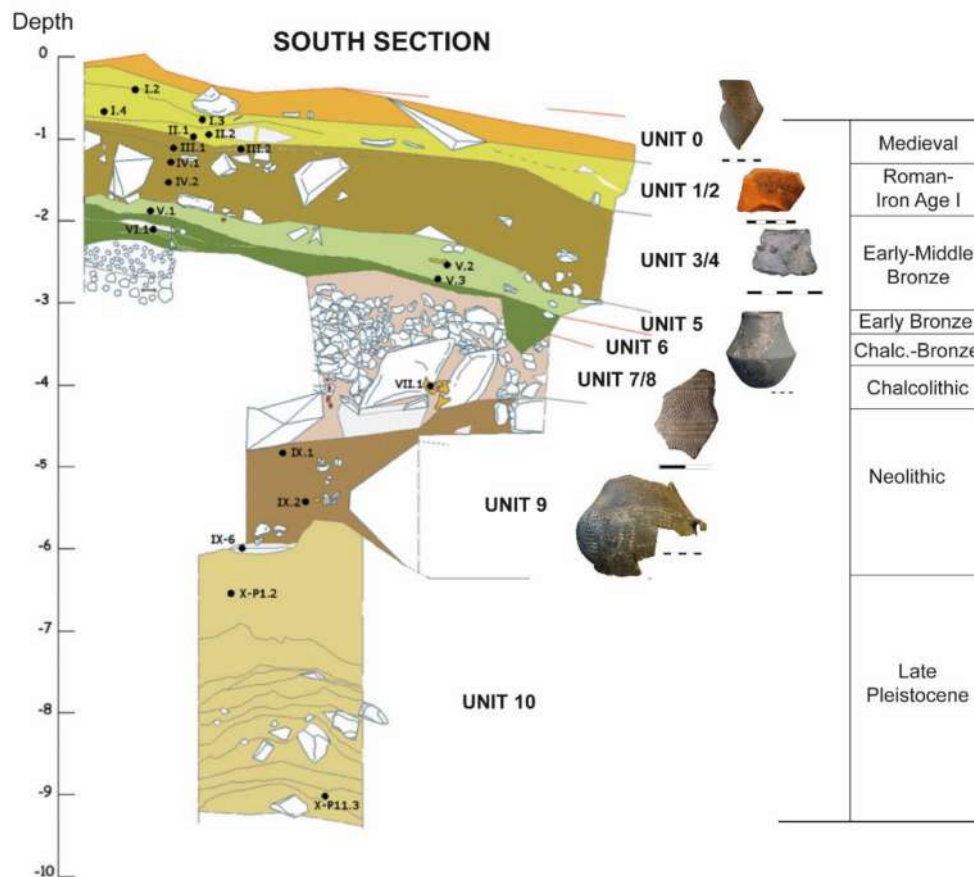 Depth
SOUTH SECTION
0
-1
-2
-3
-4
-5
-6
-7
-8
-9
-10
I.2
I.4
I.3
II.1
II.2
III.1
III.2
IV.1
IV.2
V.1
VI.1
V.2
V.3
VII.1
IX.1
IX.2
IX-6
X-P1.2
X-P11.3
UNIT 0
UNIT 1/2
UNIT 3/4
UNIT 5
UNIT 6
UNIT 7/8
UNIT 9
UNIT 10
Medieval
Roman-
Iron Age I
Early-Middle
Bronze
Early Bronze
Chalc.-Bronze
Chalcolithic
Neolithic
Late
Pleistocene